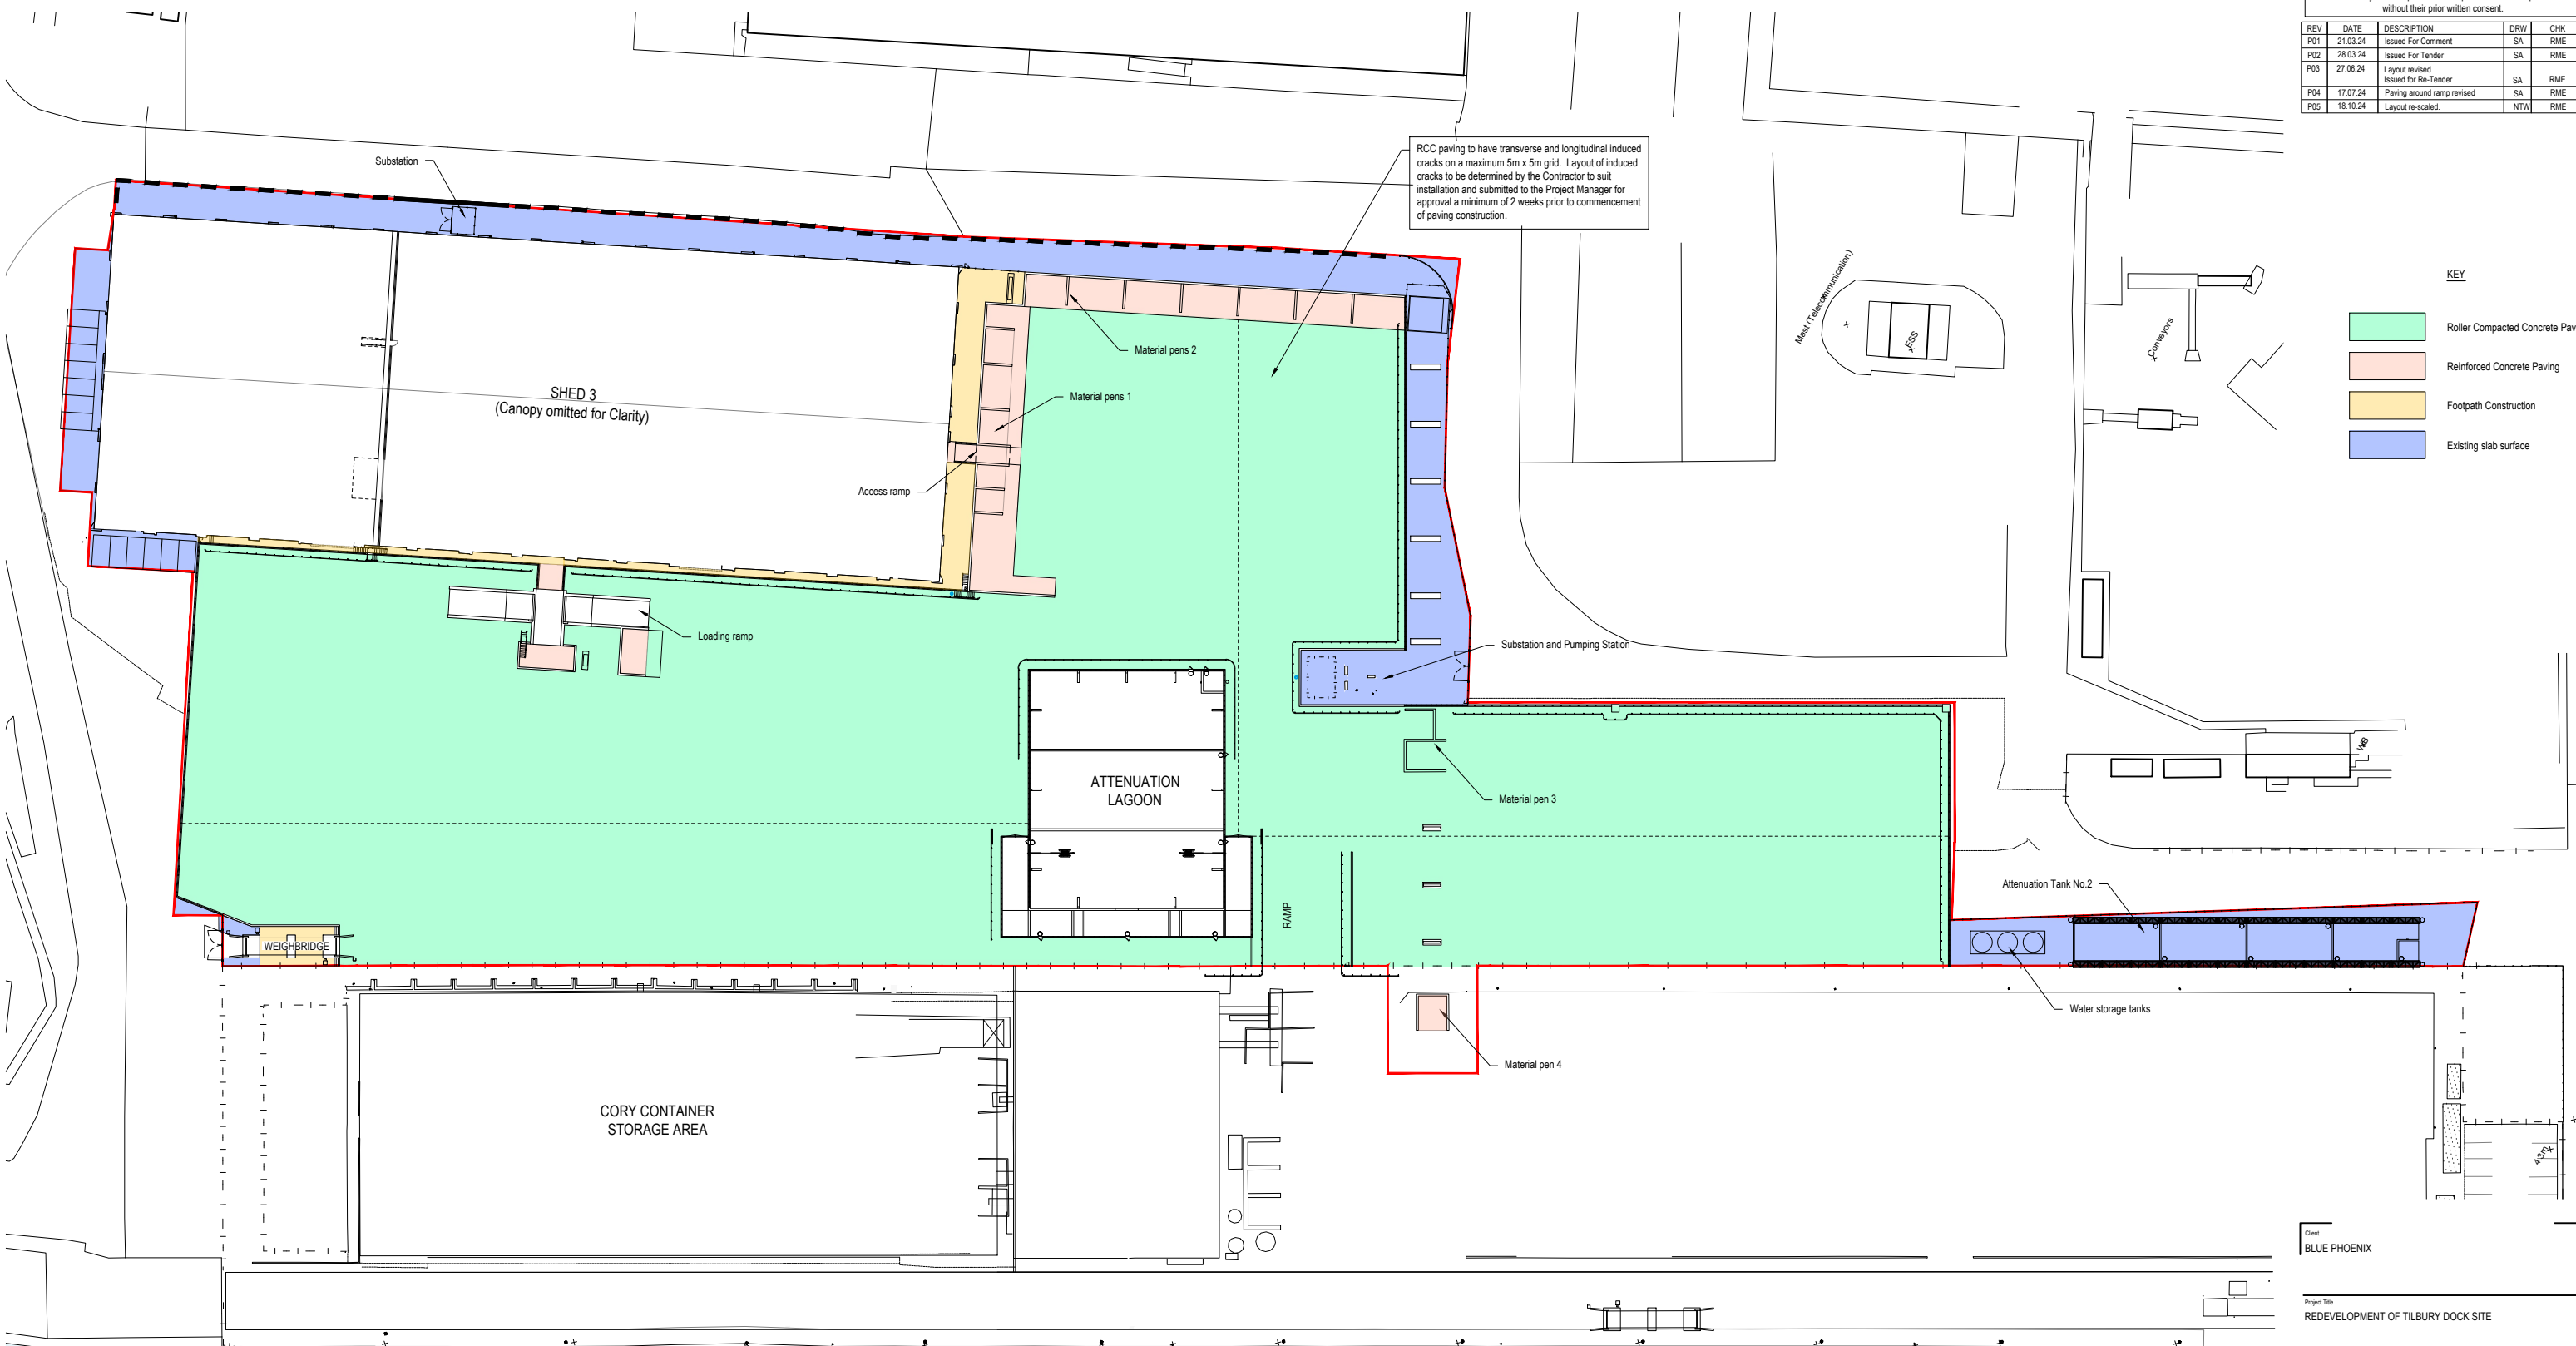 without their prior written consent.
REV DATE DESCRIPTION DRW CHK
P01 21.03.24 Issued For Comment SA RME
P02 28.03.24 Issued For Tender SA RME
P03 27.06.24 Layout revised.
Issued for Re-Tender SA RME
P04 17.07.24 Paving around ramp revised SA RME
P05 18.10.24 Layout re-scaled. NTW RME
RCC paving to have transverse and longitudinal induced
cracks on a maximum 5m x 5m grid. Layout of induced
cracks to be determined by the Contractor to suit
installation and submitted to the Project Manager for
approval a minimum of 2 weeks prior to commencement
of paving construction.
Substation
KEY
Roller Compacted Concrete Pav
Reinforced Concrete Paving
Footpath Construction
Existing slab surface
Mast (Telecommunication)
ESS
Conveyors
Material pens 2
Material pens 1
SHED 3
(Canopy omitted for Clarity)
Access ramp
Loading ramp
Substation and Pumping Station
WB
ATTENUATION
LAGOON
Material pen 3
RAMP
Attenuation Tank No.2
WEIGHBRIDGE
Water storage tanks
Material pen 4
CORY CONTAINER
STORAGE AREA
4.3m
Client
BLUE PHOENIX
Project Title
REDEVELOPMENT OF TILBURY DOCK SITE